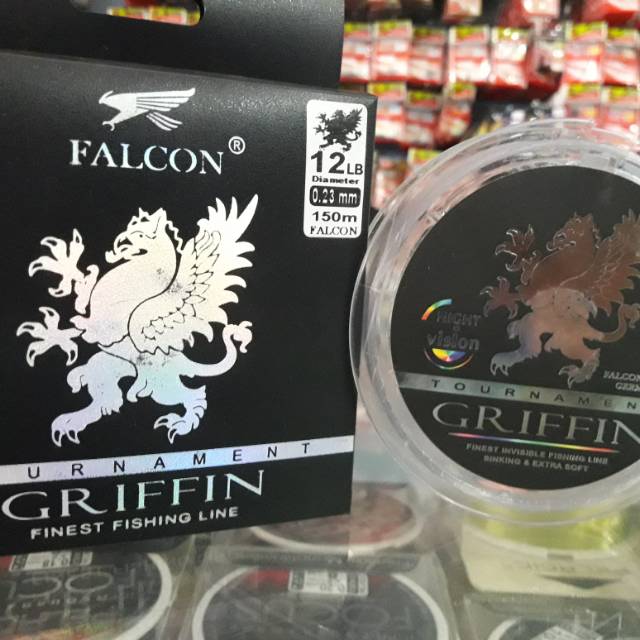 FALCON®
12LB
Diameter
0.23 mm
150m
FALCON
URNAMENT
GRIFFIN
FINEST FISHING LINE
NIGHT
vision
FALCON
TOURNAMEN
GRIFFIN
FINEST INVISIBLE FISHING LINE
SINKING & EXTRA SOFT